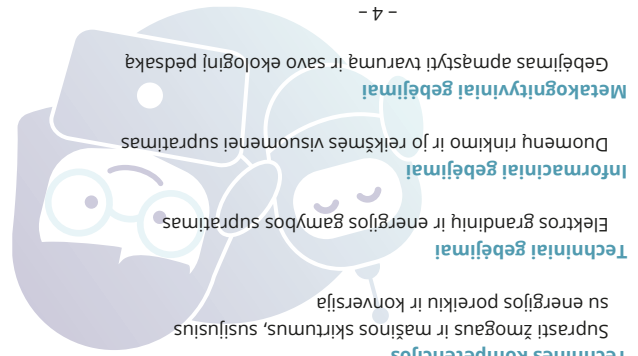 Techninės kompetencijos
Suprasti žmogaus ir mašinos skirtumus, susijusius
su energijos poreikiu ir konversija
Techniniai gebėjimai
Elektros grandinių ir energijos gamybos supratimas
Informaciniai gebėjimai
Duomenų rinkimo ir jo reikšmės visuomenei supratimas
Metakognityviniai gebėjimai
Gebėjimas apmąstyti tvarumą ir savo ekologinį pėdsaką
– 4 –